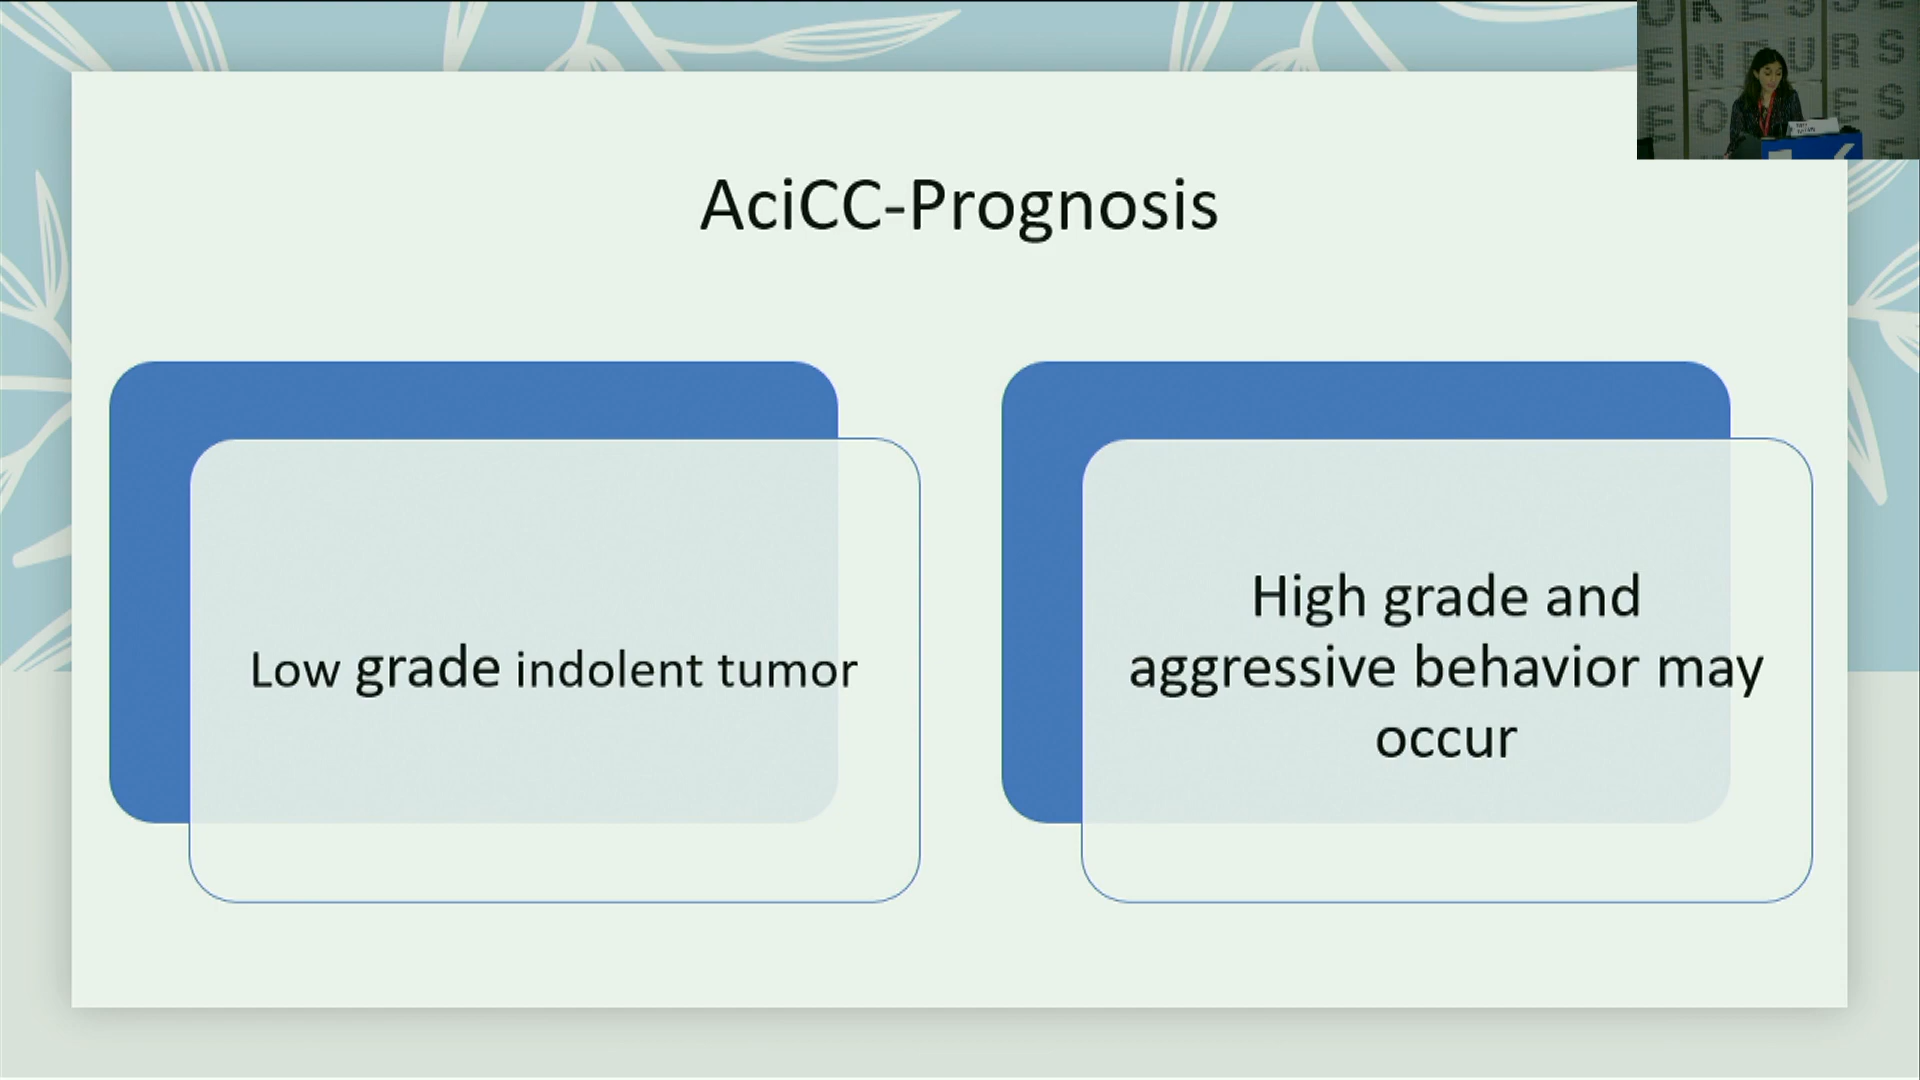 AciCC-Prognosis
Low grade indolent tumor
High grade and
aggressive behavior may
occur